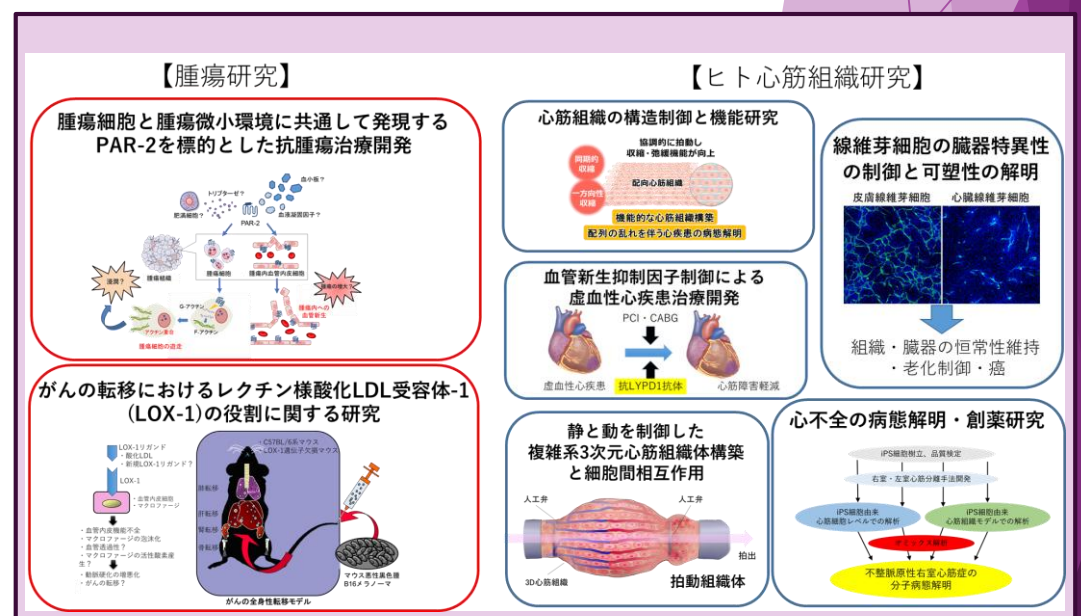 【腫瘍研究】
腫瘍細胞と腫瘍微小環境に共通して発現する
PAR-2を標的とした抗腫瘍治療開発
血小板？
トリプターゼ？
肥満細胞？
PAR-2
血液凝固因子？
腫瘍組織
腫瘍細胞
腫瘍内血管内皮細胞
浸潤？
腫瘍の増大？
G-アクチン
F-アクチン
アクチン重合
腫瘍細胞の遊走
腫瘍内への
血管新生
がんの転移におけるレクチン様酸化LDL受容体-1
(LOX-1)の役割に関する研究
LOX-1リガンド
・酸化LDL
・新規LOX-1リガンド？
LOX-1
・血管内皮細胞
・マクロファージ
・血管内皮機能不全
・マクロファージの泡沫化
・血管透過性？
・マクロファージの活性酸素産
生？
・動脈硬化の増悪化
・がんの転移？
・C57BL/6系マウス
・LOX-1遺伝子欠損マウス
肺転移
肝転移
腎転移
骨転移
マウス悪性黒色腫
B16メラノーマ
がんの全身性転移モデル
【ヒト心筋組織研究】
心筋組織の構造制御と機能研究
協調的に拍動し
収縮・弛緩機能が向上
同期的
収縮
一方向性
収縮
配向心筋組織
機能的な心筋組織構築
配列の乱れを伴う心疾患の病態解明
血管新生抑制因子制御による
虚血性心疾患治療開発
PCI・CABG
虚血性心疾患
抗LYPD1抗体
心筋障害軽減
静と動を制御した
複雑系3次元心筋組織体構築
と細胞間相互作用
人工弁
人工弁
拍出
3D心筋組織
拍動組織体
線維芽細胞の臓器特異性
の制御と可塑性の解明
皮膚線維芽細胞
心臓線維芽細胞
組織・臓器の恒常性維持
・老化制御・癌
心不全の病態解明・創薬研究
iPS細胞樹立、品質検定
右室・左室心筋分離手法開発
iPS細胞由来
心筋細胞レベルでの解析
iPS細胞由来
心筋組織モデルでの解析
オミックス解析
不整脈原性右室心筋症の
分子病態解明